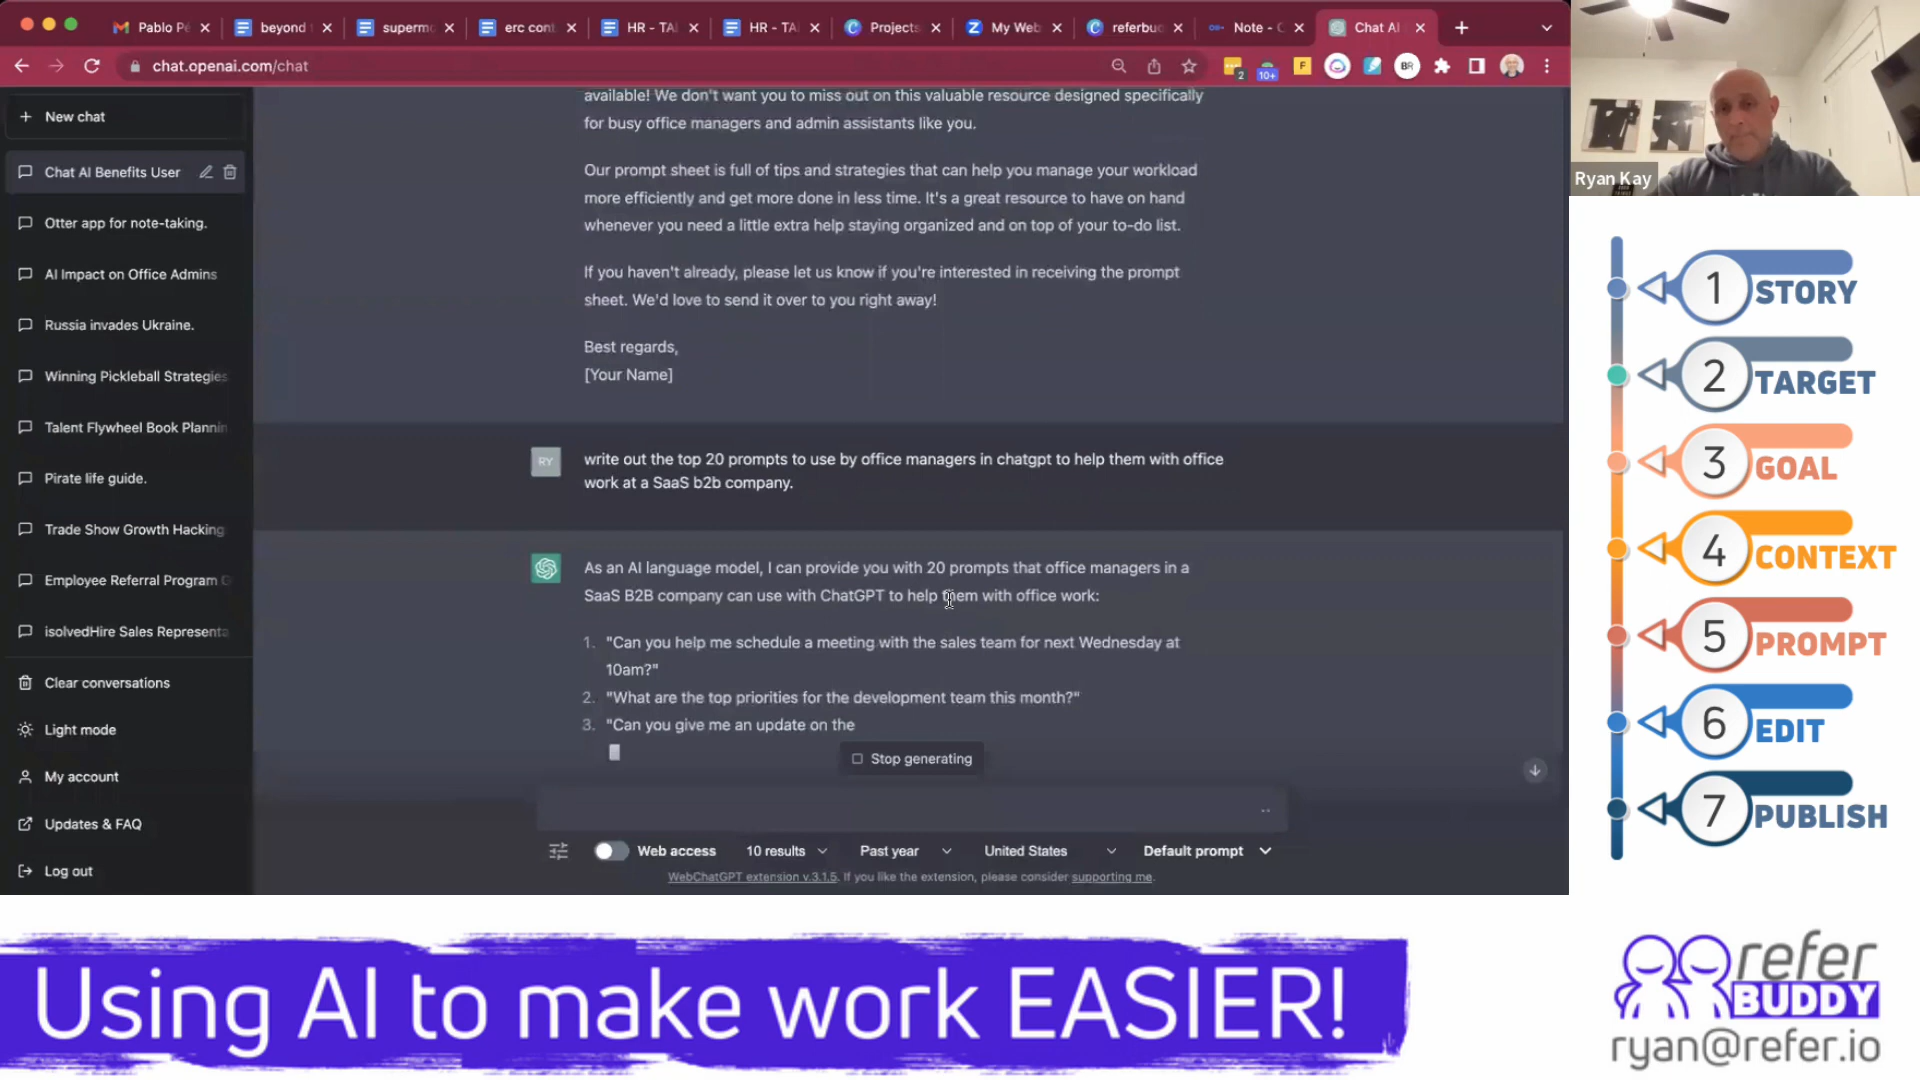 Pablo Pe
beyond
superm
erc cont
HR - TAL
HR - TAL
Projects
My Web
referbuc
Note - C
Chat AI
chat.openai.com/chat
2
10+
F
BR
New chat
Chat AI Benefits User
Otter app for note-taking.
AI Impact on Office Admins
Russia invades Ukraine.
Winning Pickleball Strategies
Talent Flywheel Book Plannin
Pirate life guide.
Trade Show Growth Hacking
Employee Referral Program G
isolvedHire Sales Representa
Clear conversations
Light mode
My account
Updates & FAQ
Log out
available! We don't want you to miss out on this valuable resource designed specifically
for busy office managers and admin assistants like you.
Our prompt sheet is full of tips and strategies that can help you manage your workload
more efficiently and get more done in less time. It's a great resource to have on hand
whenever you need a little extra help staying organized and on top of your to-do list.
If you haven't already, please let us know if you're interested in receiving the prompt
sheet. We'd love to send it over to you right away!
Best regards,
[Your Name]
RY
write out the top 20 prompts to use by office managers in chatgpt to help them with office
work at a SaaS b2b company.
As an AI language model, I can provide you with 20 prompts that office managers in a
SaaS B2B company can use with ChatGPT to help them with office work:
1. "Can you help me schedule a meeting with the sales team for next Wednesday at
10am?"
2. "What are the top priorities for the development team this month?"
3. "Can you give me an update on the
Stop generating
Web access 10 results Past year United States Default prompt
WebChatGPT extension v.3.1.5. If you like the extension, please consider supporting me.
Ryan Kay
1 STORY
2 TARGET
3 GOAL
4 CONTEXT
5 PROMPT
6 EDIT
7 PUBLISH
Using AI to make work EASIER!
refer
BUDDY
ryan@refer.io